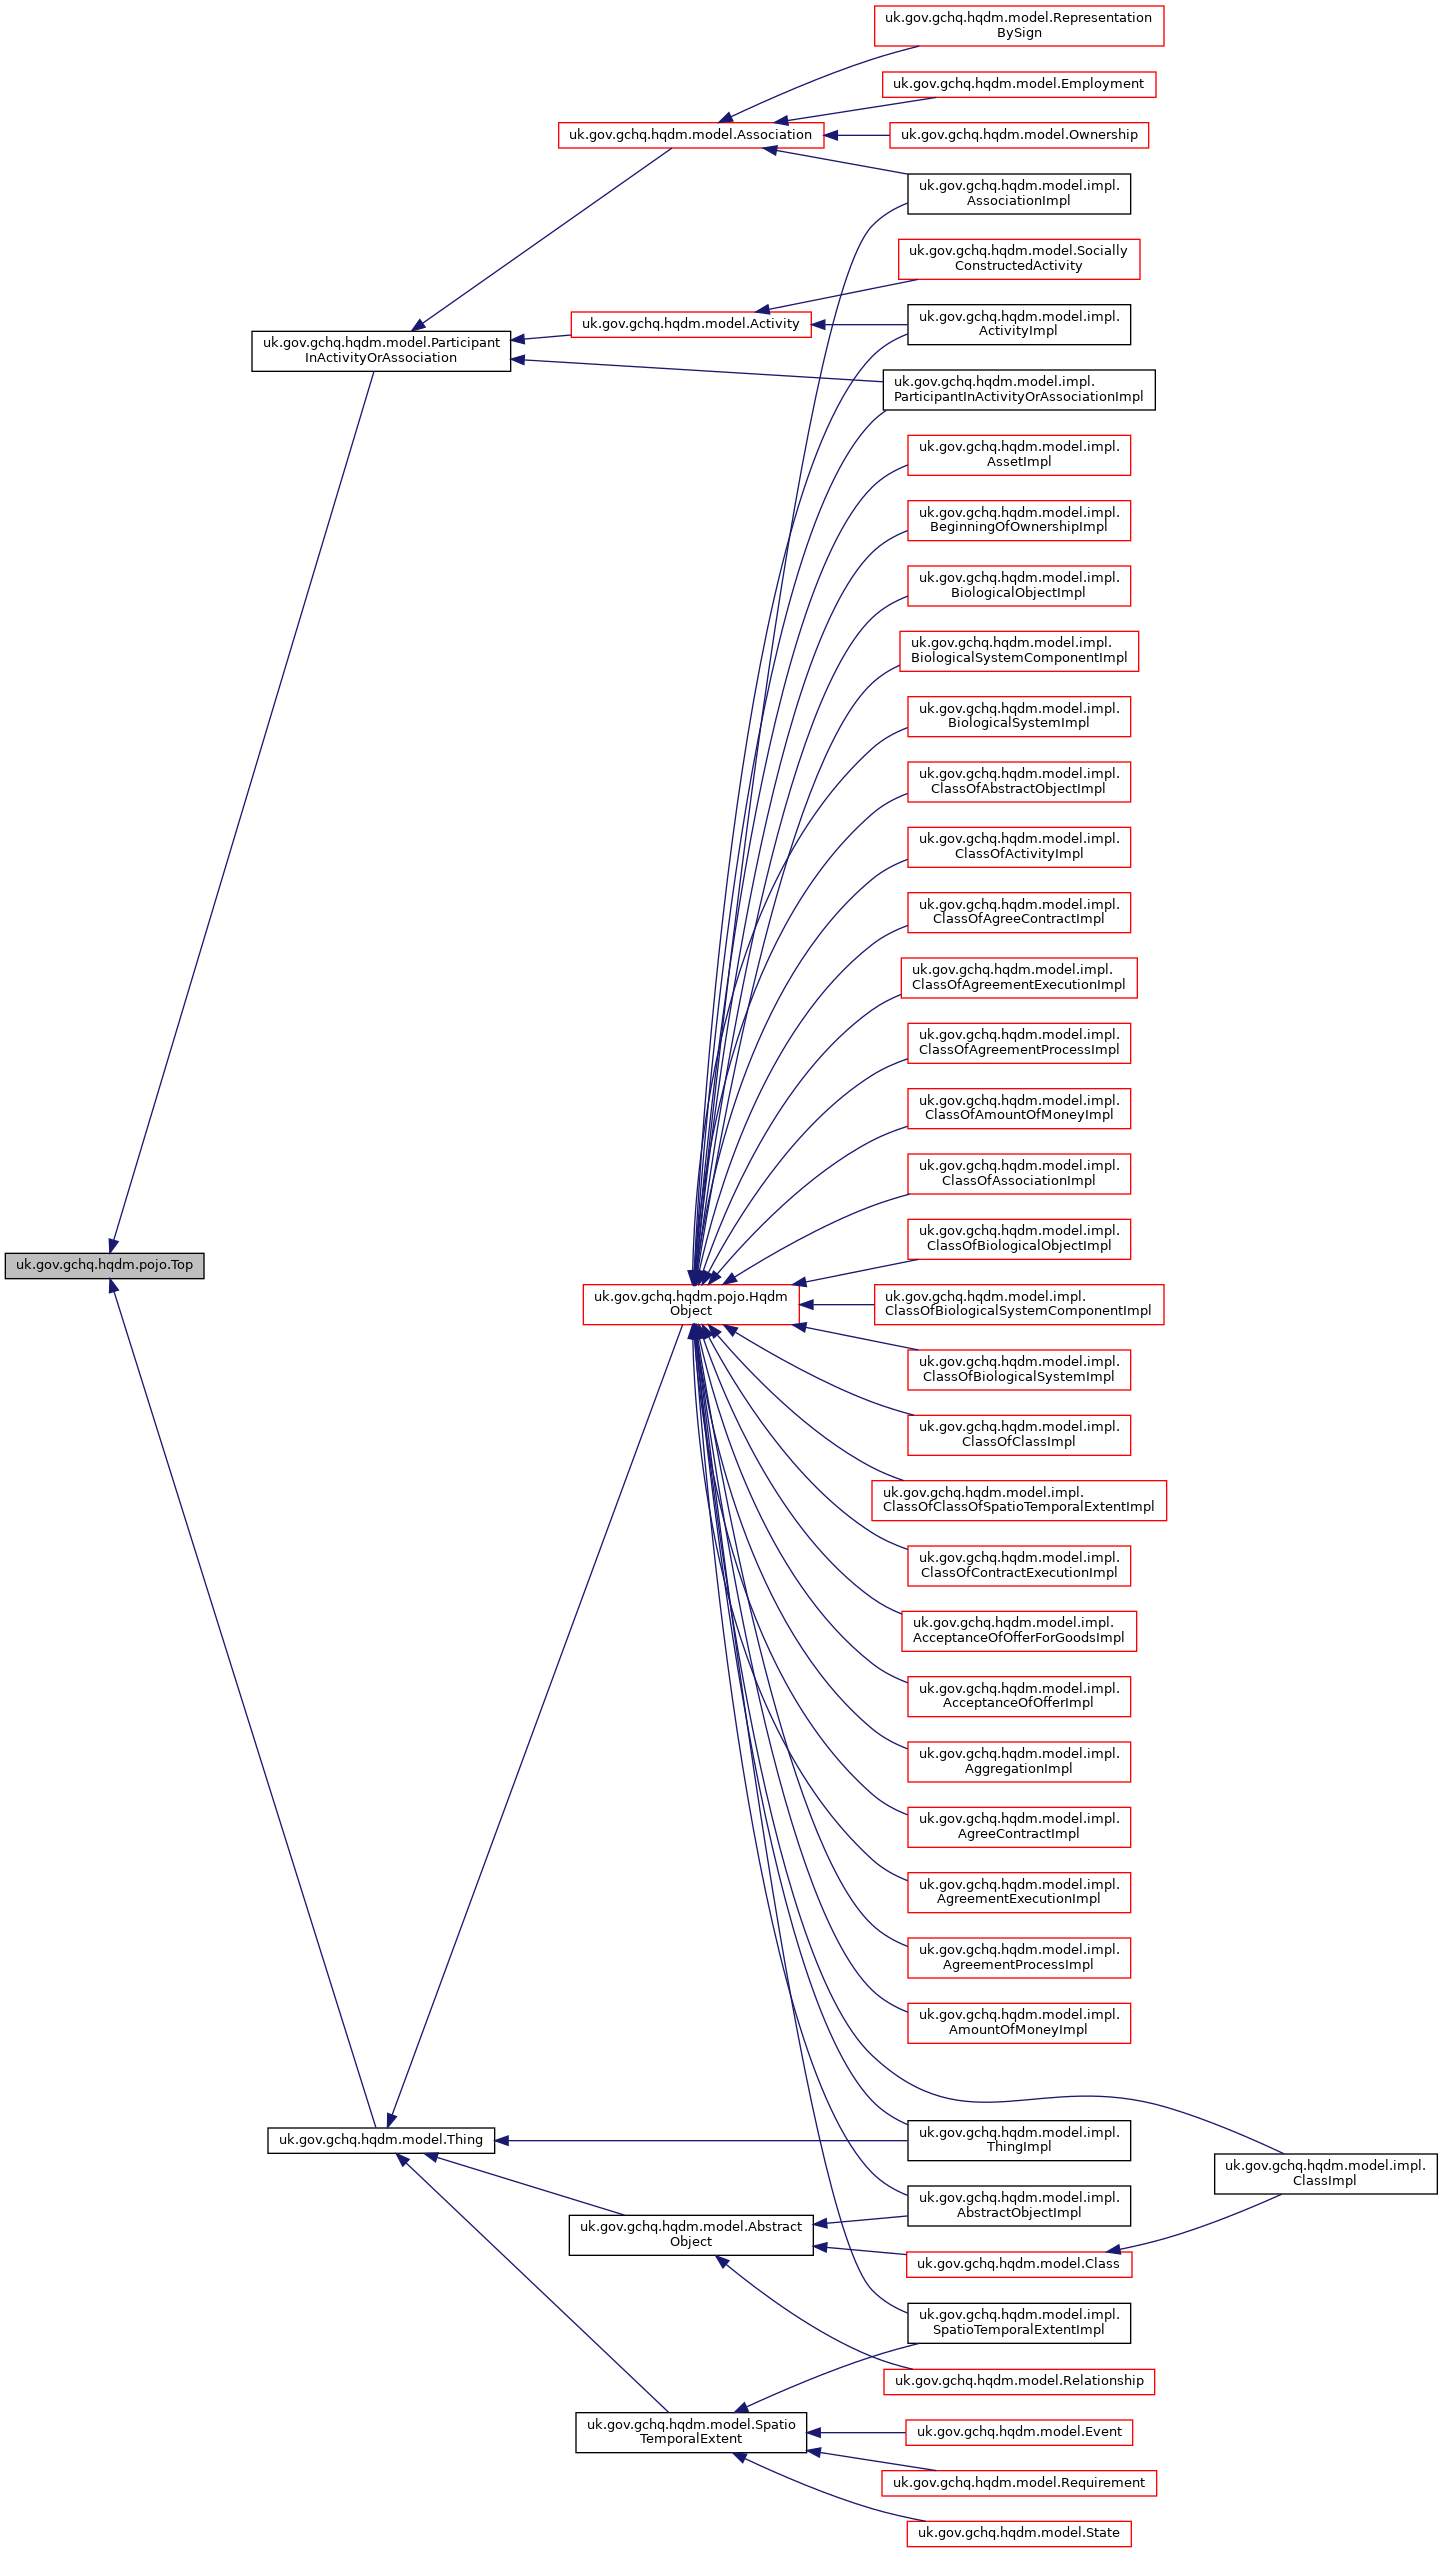 uk.gov.gchq.hqdm.model.Representation
BySign
uk.gov.gchq.hqdm.model.Employment
uk.gov.gchq.hqdm.model.Association
uk.gov.gchq.hqdm.model.Ownership
uk.gov.gchq.hqdm.model.impl.
AssociationImpl
uk.gov.gchq.hqdm.model.Socially
ConstructedActivity
uk.gov.gchq.hqdm.model.Activity
uk.gov.gchq.hqdm.model.impl.
ActivityImpl
uk.gov.gchq.hqdm.model.Participant
InActivityOrAssociation
uk.gov.gchq.hqdm.model.impl.
ParticipantInActivityOrAssociationImpl
uk.gov.gchq.hqdm.model.impl.
AssetImpl
uk.gov.gchq.hqdm.model.impl.
BeginningOfOwnershipImpl
uk.gov.gchq.hqdm.model.impl.
BiologicalObjectImpl
uk.gov.gchq.hqdm.model.impl.
BiologicalSystemComponentImpl
uk.gov.gchq.hqdm.model.impl.
BiologicalSystemImpl
uk.gov.gchq.hqdm.model.impl.
ClassOfAbstractObjectImpl
uk.gov.gchq.hqdm.model.impl.
ClassOfActivityImpl
uk.gov.gchq.hqdm.model.impl.
ClassOfAgreeContractImpl
uk.gov.gchq.hqdm.model.impl.
ClassOfAgreementExecutionImpl
uk.gov.gchq.hqdm.model.impl.
ClassOfAgreementProcessImpl
uk.gov.gchq.hqdm.model.impl.
ClassOfAmountOfMoneyImpl
uk.gov.gchq.hqdm.model.impl.
ClassOfAssociationImpl
uk.gov.gchq.hqdm.model.impl.
ClassOfBiologicalObjectImpl
uk.gov.gchq.hqdm.pojo.Top
uk.gov.gchq.hqdm.pojo.Hqdm
Object
uk.gov.gchq.hqdm.model.impl.
ClassOfBiologicalSystemComponentImpl
uk.gov.gchq.hqdm.model.impl.
ClassOfBiologicalSystemImpl
uk.gov.gchq.hqdm.model.impl.
ClassOfClassImpl
uk.gov.gchq.hqdm.model.impl.
ClassOfClassOfSpatioTemporalExtentImpl
uk.gov.gchq.hqdm.model.impl.
ClassOfContractExecutionImpl
uk.gov.gchq.hqdm.model.impl.
AcceptanceOfOfferForGoodsImpl
uk.gov.gchq.hqdm.model.impl.
AcceptanceOfOfferImpl
uk.gov.gchq.hqdm.model.impl.
AggregationImpl
uk.gov.gchq.hqdm.model.impl.
AgreeContractImpl
uk.gov.gchq.hqdm.model.impl.
AgreementExecutionImpl
uk.gov.gchq.hqdm.model.impl.
AgreementProcessImpl
uk.gov.gchq.hqdm.model.impl.
AmountOfMoneyImpl
uk.gov.gchq.hqdm.model.Thing
uk.gov.gchq.hqdm.model.impl.
ThingImpl
uk.gov.gchq.hqdm.model.impl.
ClassImpl
uk.gov.gchq.hqdm.model.impl.
AbstractObjectImpl
uk.gov.gchq.hqdm.model.Abstract
Object
uk.gov.gchq.hqdm.model.Class
uk.gov.gchq.hqdm.model.impl.
SpatioTemporalExtentImpl
uk.gov.gchq.hqdm.model.Relationship
uk.gov.gchq.hqdm.model.Spatio
TemporalExtent
uk.gov.gchq.hqdm.model.Event
uk.gov.gchq.hqdm.model.Requirement
uk.gov.gchq.hqdm.model.State